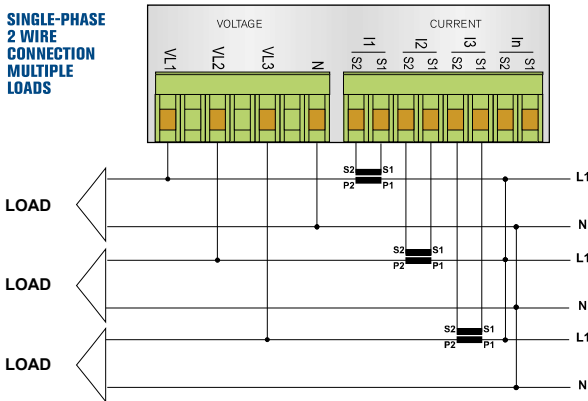 SINGLE-PHASE
2 WIRE
CONNECTION
MULTIPLE
LOADS
VOLTAGE CURRENT
I1 I2 I3 In
VL1 VL2 VL3 N S2 S1 S2 S1 S2 S1 S2 S1
S2 S1
P2 P1 L1
LOAD
N
S2 S1
P2 P1 L1
LOAD
N
S2 S1
P2 P1 L1
LOAD
N